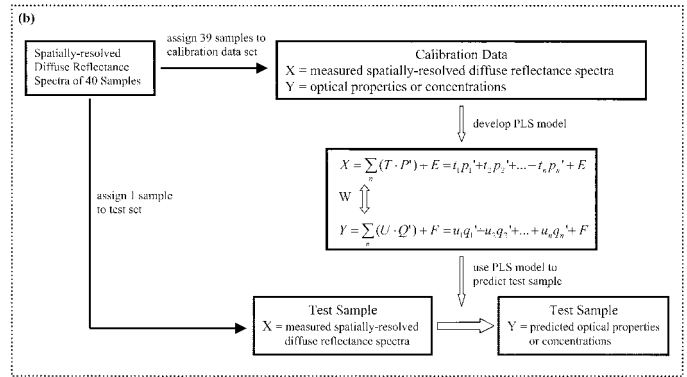 (b)
Spatially-resolved
Diffuse Reflectance
Spectra of 40 Samples
assign 39 samples to
calibration data set
Calibration Data
X = measured spatially-resolved diffuse reflectance spectra
Y = optical properties or concentrations
develop PLS model
X = ∑ₙ(T · P') + E = t₁p₁'+t₂p₂'+...−tₙpₙ' + E
W
Y = ∑ₙ(U · Q') + F = u₁q₁'÷u₂q₂'+...+uₙqₙ'+ F
assign 1 sample
to test set
use PLS model to
predict test sample
Test Sample
X = measured spatially-resolved
diffuse reflectance spectra
Test Sample
Y = predicted optical properties
or concentrations